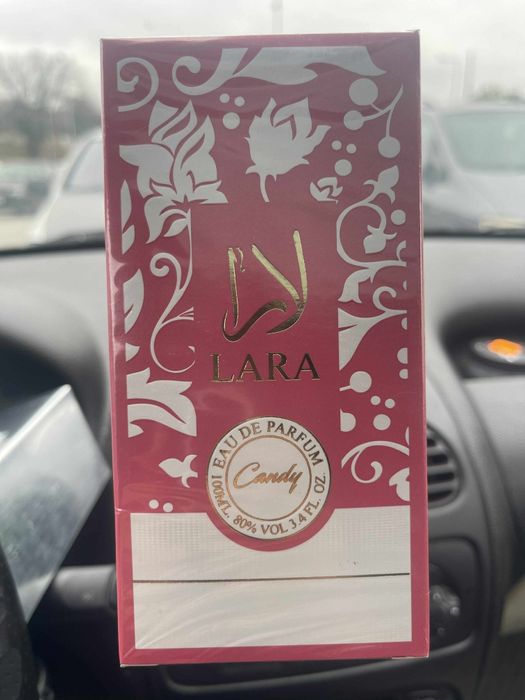 لارا
LARA
EAU DE PARFUM
Candy
100ML. 80% VOL 3.4 FL. OZ